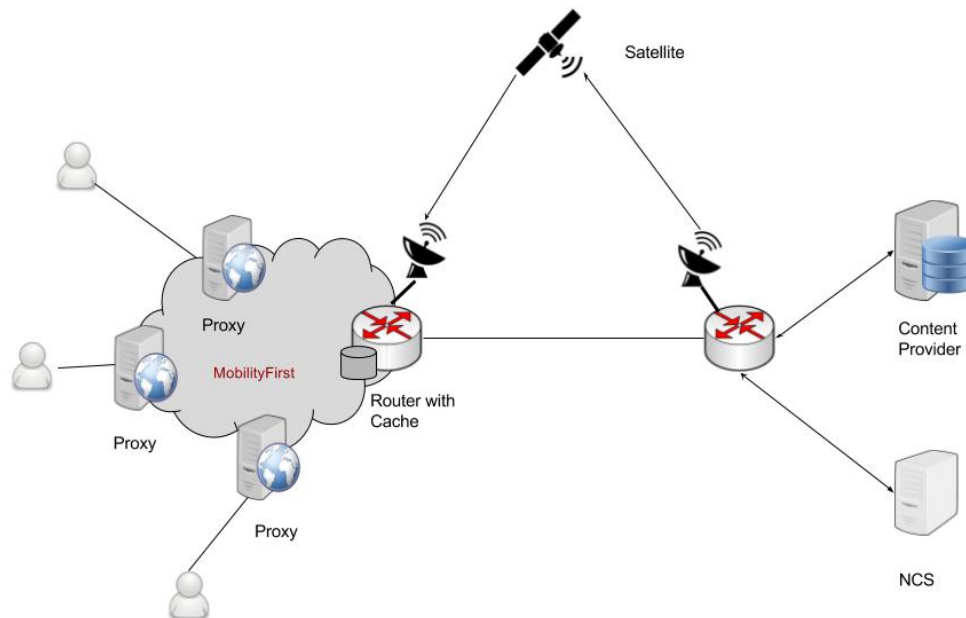 Satellite
Proxy
MobilityFirst
Router with
Cache
Proxy
Proxy
Content
Provider
NCS